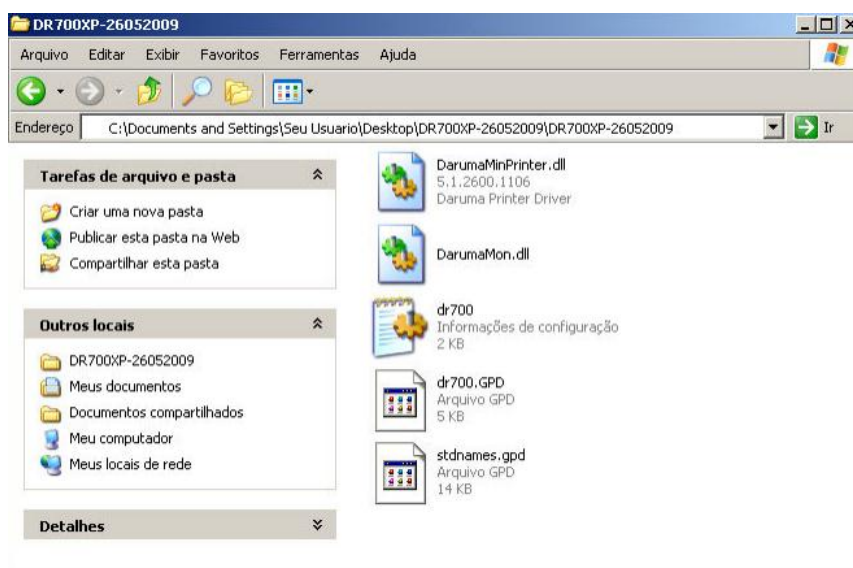 DR700XP-26052009
Arquivo Editar Exibir Favoritos Ferramentas Ajuda
Endereço C:\Documents and Settings\Seu Usuario\Desktop\DR700XP-26052009\DR700XP-26052009 Ir
Tarefas de arquivo e pasta
Criar uma nova pasta
Publicar esta pasta na Web
Compartilhar esta pasta
Outros locais
DR700XP-26052009
Meus documentos
Documentos compartilhados
Meu computador
Meus locais de rede
Detalhes
DarumaMinPrinter.dll
5.1.2600.1106
Daruma Printer Driver
DarumaMon.dll
dr700
Informações de configuração
2 KB
dr700.GPD
Arquivo GPD
5 KB
stdnames.gpd
Arquivo GPD
14 KB